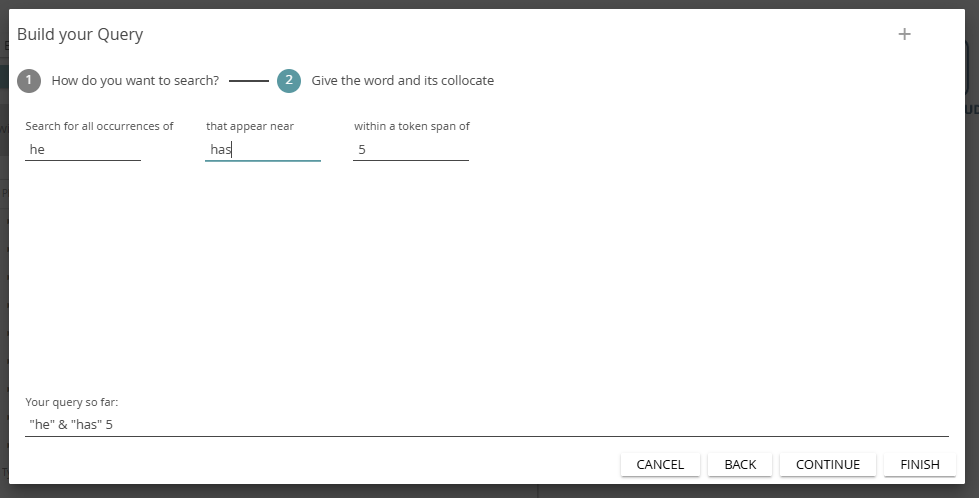 Build your Query
+
1 How do you want to search? 2 Give the word and its collocate
Search for all occurrences of that appear near within a token span of
he has 5
Your query so far:
"he" & "has" 5
CANCEL BACK CONTINUE FINISH